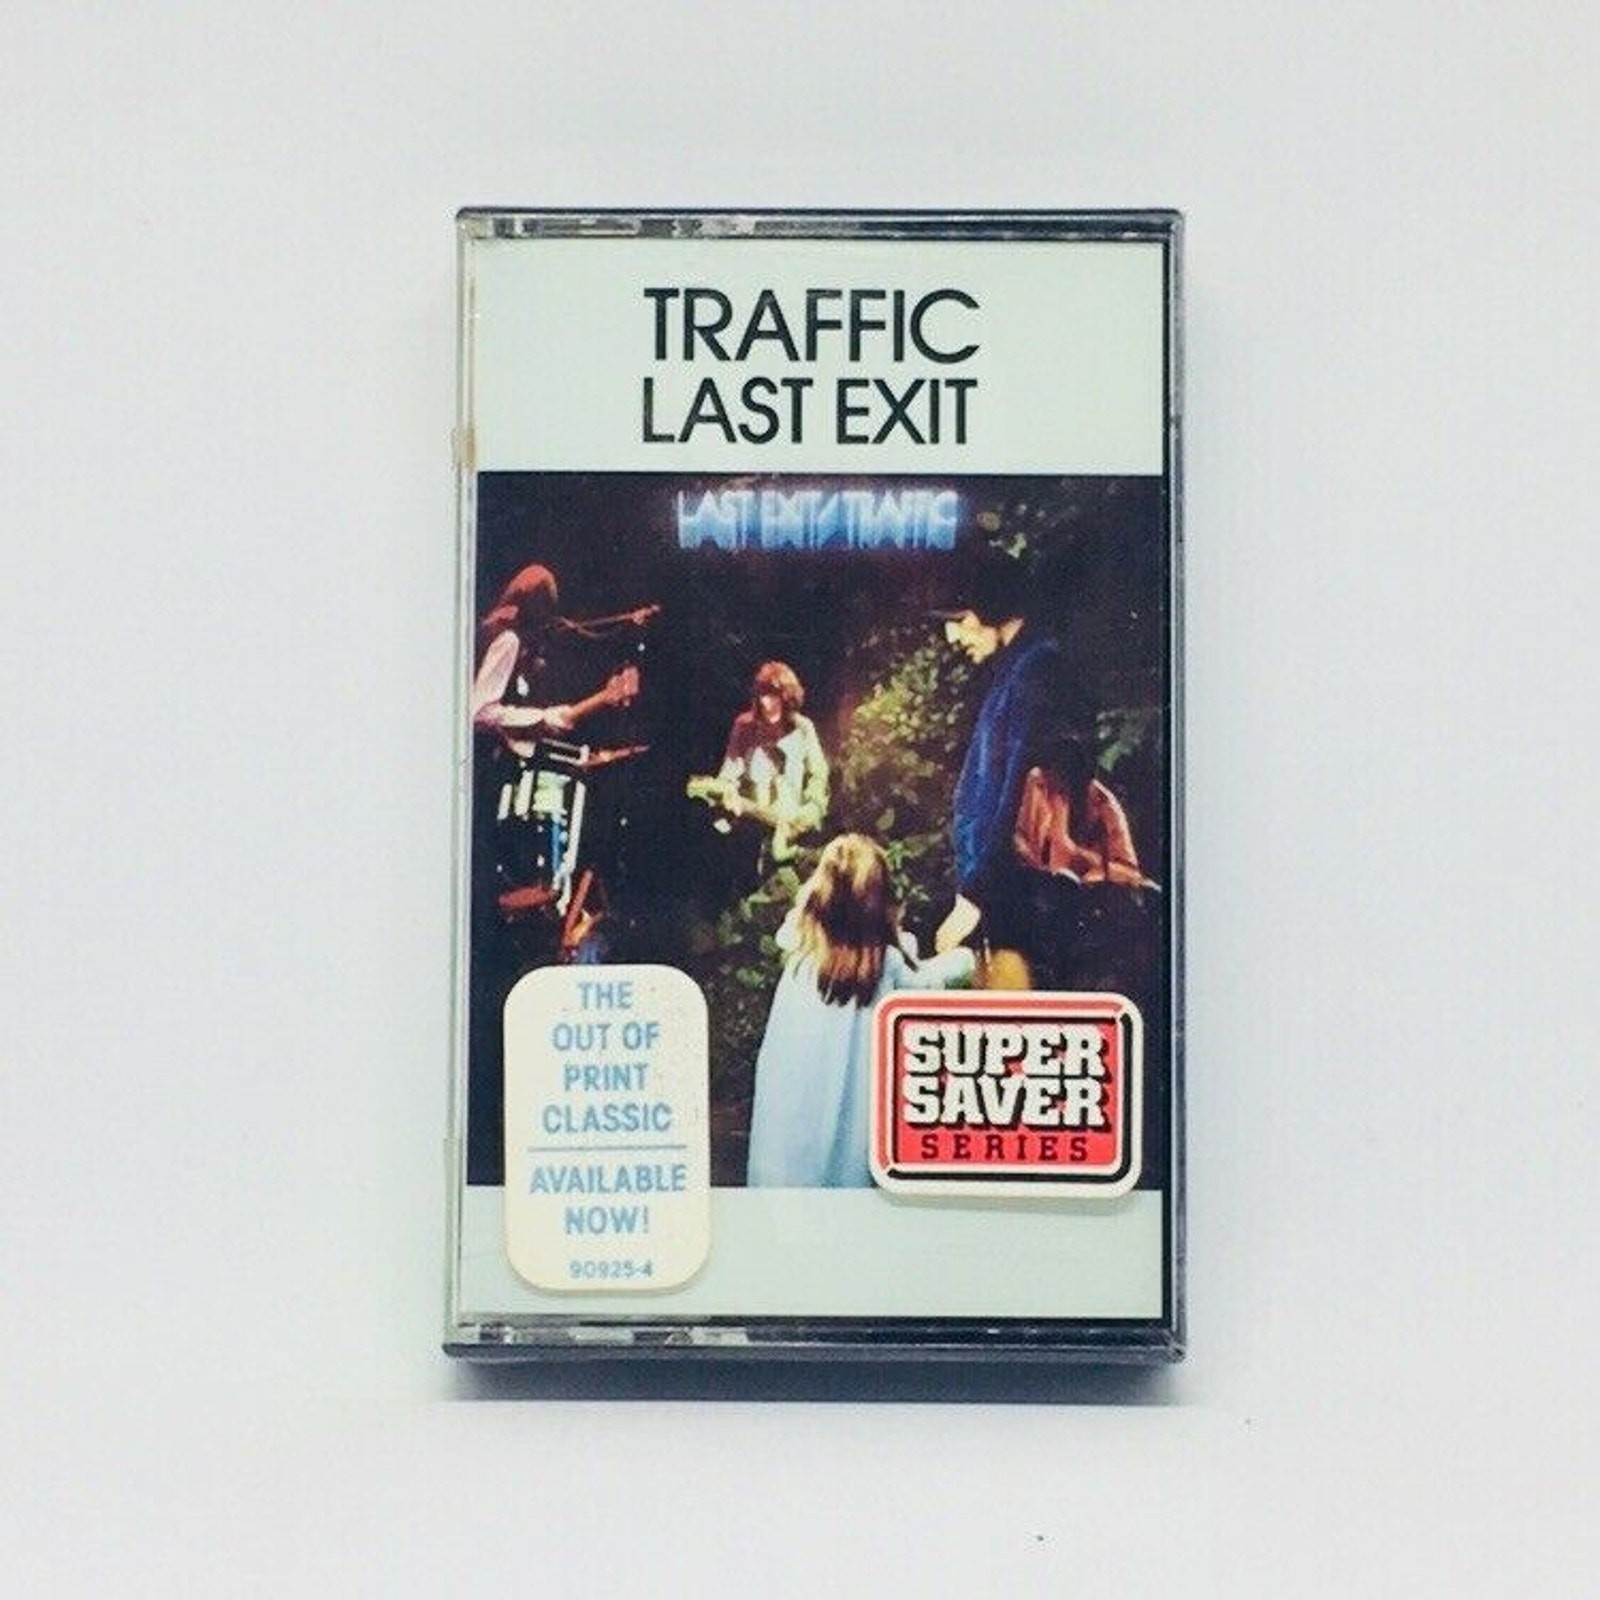 TRAFFIC
LAST EXIT
LAST EXIT/TRAFFIC
THE
OUT OF
PRINT
CLASSIC
AVAILABLE
NOW!
90925-4
SUPER
SAVER
SERIES